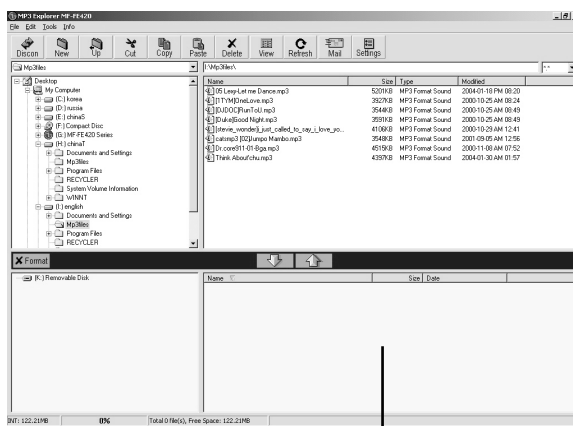 MP3 Explorer MF-FE420
File Edit Tools Info
Discon New Up Cut Copy Paste Delete View Refresh Mail Settings
Mp3files
I:\Mp3files\
*.*
Desktop
My Computer
(C:) korea
(D:) russia
(E:) chinaS
(F:) Compact Disc
(G:) MF-FE420 Series
(H:) chinaT
Documents and Settings
Mp3files
Program Files
RECYCLER
System Volume Information
WINNT
(I:) english
Documents and Settings
Mp3files
Program Files
RECYCLER
Name Size Type Modified
05 Lexy-Let me Dance.mp3 5201KB MP3 Format Sound 2004-01-18 PM 08:20
[1TYM]OneLove.mp3 3927KB MP3 Format Sound 2000-10-25 AM 08:24
[DJDOC]RunToU.mp3 3544KB MP3 Format Sound 2000-10-25 AM 08:49
[Duke]Good Night.mp3 3591KB MP3 Format Sound 2000-10-25 AM 08:49
[stevie_wonder]i_just_called_to_say_i_love_yo... 4106KB MP3 Format Sound 2000-10-29 AM 12:41
catsmp3 [02]Jumpo Mambo.mp3 3548KB MP3 Format Sound 2001-09-05 AM 12:56
Dr.core911-01-Bga.mp3 4515KB MP3 Format Sound 2000-11-08 AM 07:52
Think About'chu.mp3 4397KB MP3 Format Sound 2004-01-30 AM 01:57
X Format
(K:) Removable Disk
Name Size Date
INT: 122.21MB 0% Total 0 file(s), Free Space: 122.21MB